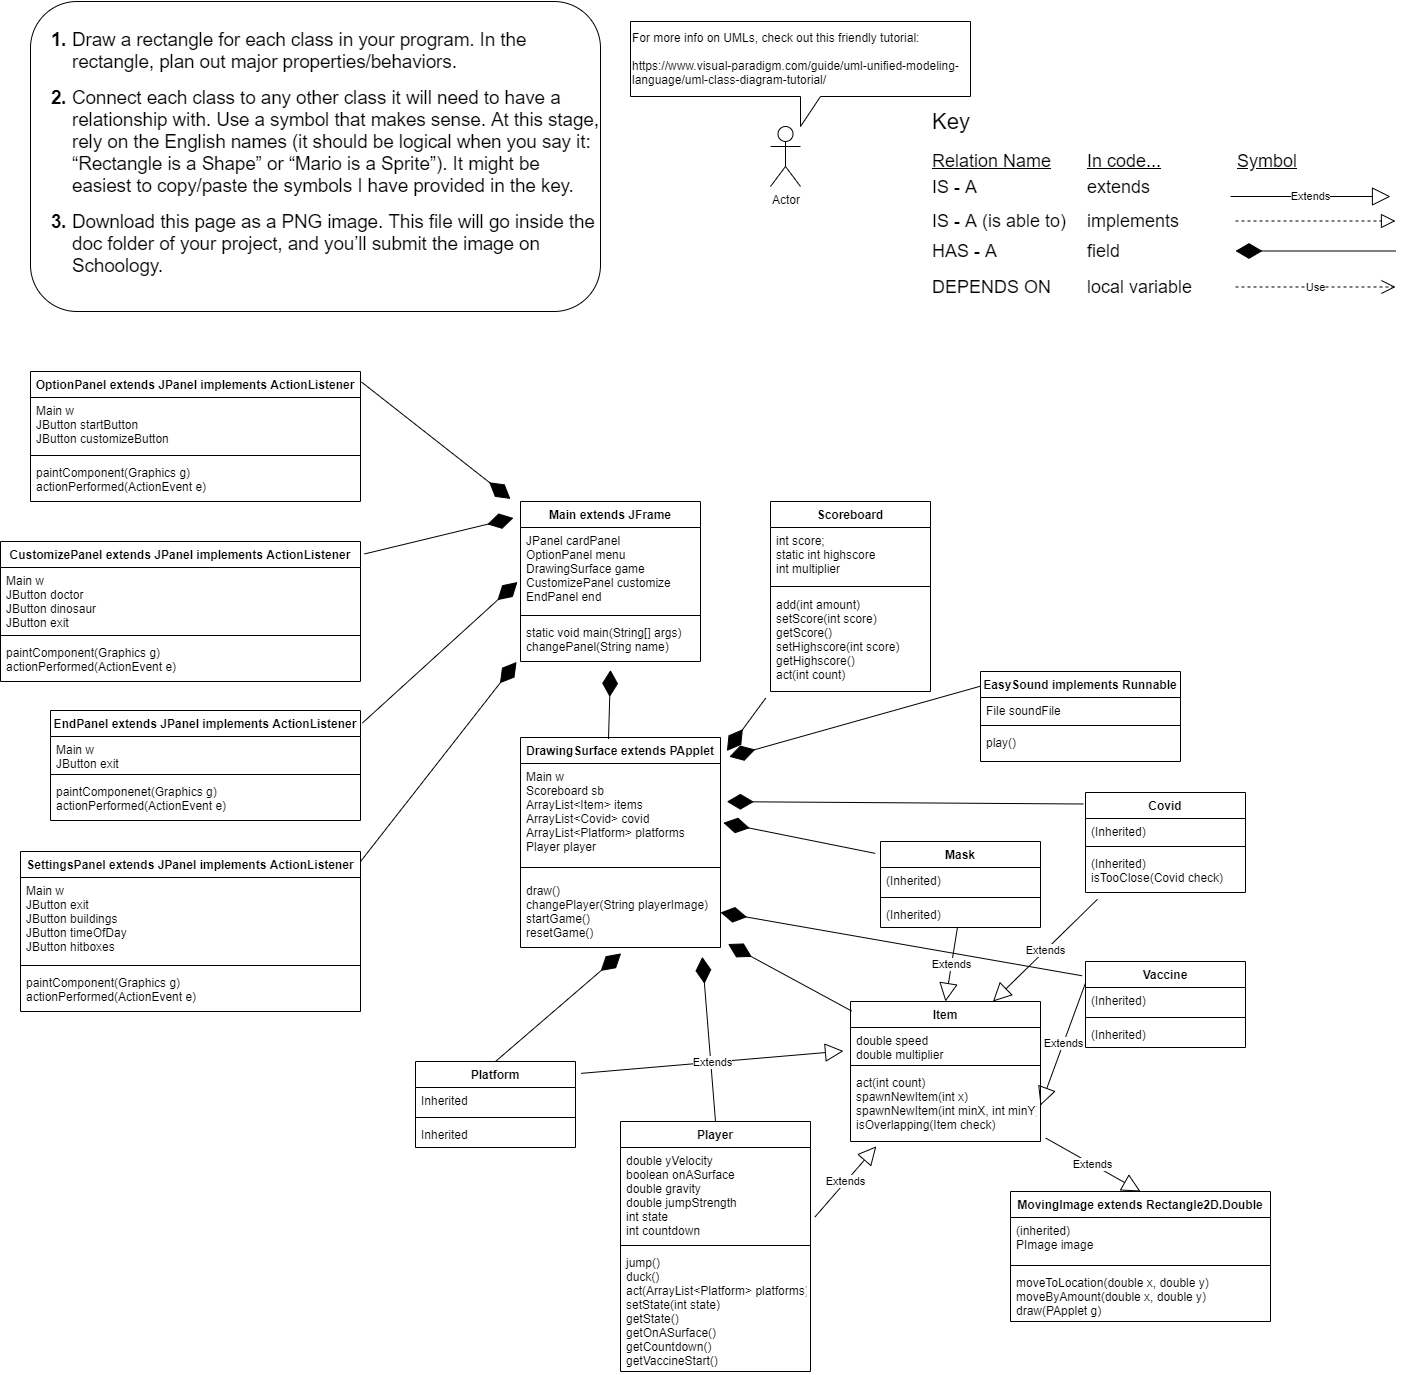 1. Draw a rectangle for each class in your program. In the
rectangle, plan out major properties/behaviors.
2. Connect each class to any other class it will need to have a
relationship with. Use a symbol that makes sense. At this stage,
rely on the English names (it should be logical when you say it:
“Rectangle is a Shape” or “Mario is a Sprite”). It might be
easiest to copy/paste the symbols I have provided in the key.
3. Download this page as a PNG image. This file will go inside the
doc folder of your project, and you’ll submit the image on
Schoology.
For more info on UMLs, check out this friendly tutorial:
https://www.visual-paradigm.com/guide/uml-unified-modeling-
language/uml-class-diagram-tutorial/
Actor
Key
Relation Name In code... Symbol
IS - A extends Extends
IS - A (is able to) implements
HAS - A field
DEPENDS ON local variable Use
OptionPanel extends JPanel implements ActionListener
Main w
JButton startButton
JButton customizeButton
paintComponent(Graphics g)
actionPerformed(ActionEvent e)
CustomizePanel extends JPanel implements ActionListener
Main w
JButton doctor
JButton dinosaur
JButton exit
paintComponent(Graphics g)
actionPerformed(ActionEvent e)
EndPanel extends JPanel implements ActionListener
Main w
JButton exit
paintComponenet(Graphics g)
actionPerformed(ActionEvent e)
SettingsPanel extends JPanel implements ActionListener
Main w
JButton exit
JButton buildings
JButton timeOfDay
JButton hitboxes
paintComponent(Graphics g)
actionPerformed(ActionEvent e)
Main extends JFrame
JPanel cardPanel
OptionPanel menu
DrawingSurface game
CustomizePanel customize
EndPanel end
static void main(String[] args)
changePanel(String name)
Scoreboard
int score;
static int highscore
int multiplier
add(int amount)
setScore(int score)
getScore()
setHighscore(int score)
getHighscore()
act(int count)
EasySound implements Runnable
File soundFile
play()
DrawingSurface extends PApplet
Main w
Scoreboard sb
ArrayList<Item> items
ArrayList<Covid> covid
ArrayList<Platform> platforms
Player player
draw()
changePlayer(String playerImage)
startGame()
resetGame()
Covid
(Inherited)
(Inherited)
isTooClose(Covid check)
Mask
(Inherited)
(Inherited)
Extends
Extends
Vaccine
(Inherited)
(Inherited)
Extends
Item
double speed
double multiplier
act(int count)
spawnNewItem(int x)
spawnNewItem(int minX, int minY
isOverlapping(Item check)
Platform
Inherited
Inherited
Extends
Player
double yVelocity
boolean onASurface
double gravity
double jumpStrength
int state
int countdown
jump()
duck()
act(ArrayList<Platform> platforms)
setState(int state)
getState()
getOnASurface()
getCountdown()
getVaccineStart()
Extends
Extends
MovingImage extends Rectangle2D.Double
(inherited)
PImage image
moveToLocation(double x, double y)
moveByAmount(double x, double y)
draw(PApplet g)